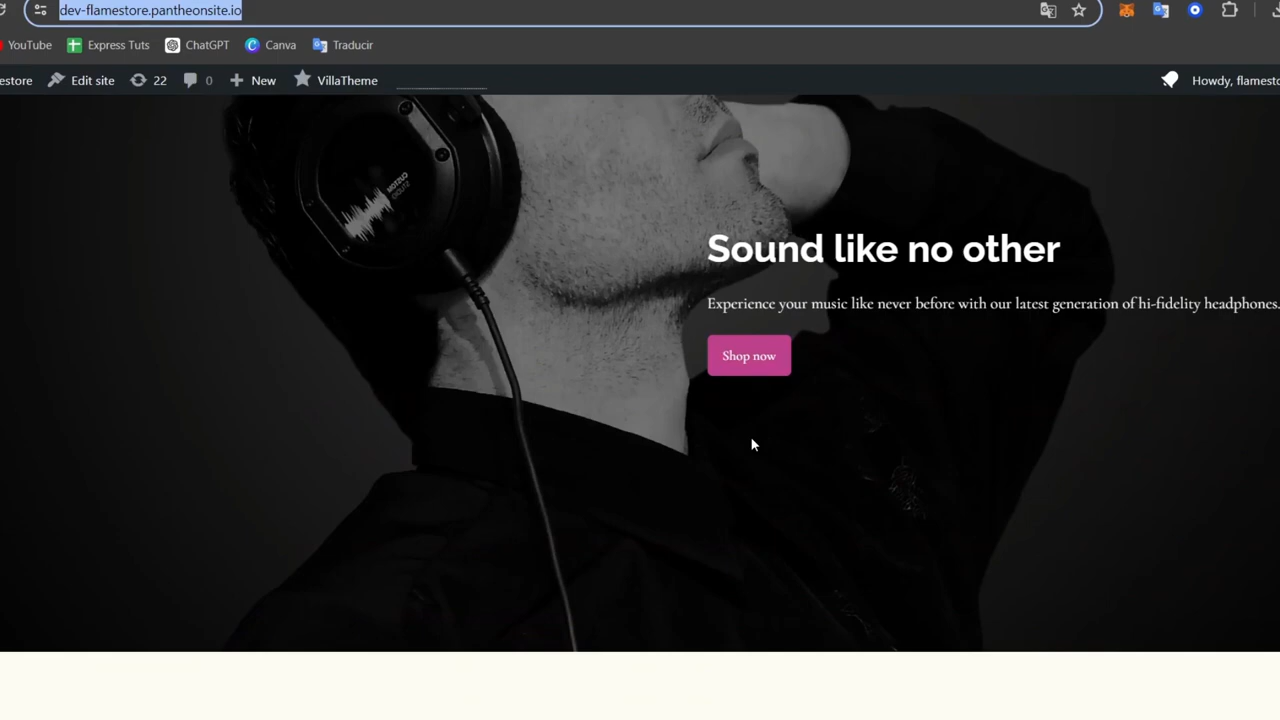 dev-flamestore.pantheonsite.io
YouTube Express Tuts ChatGPT Canva Traducir
estore Edit site 22 0 New VillaTheme Howdy, flamesto
CUSTOM
STUDIO
Sound like no other
Experience your music like never before with our latest generation of hi-fidelity headphones.
Shop now